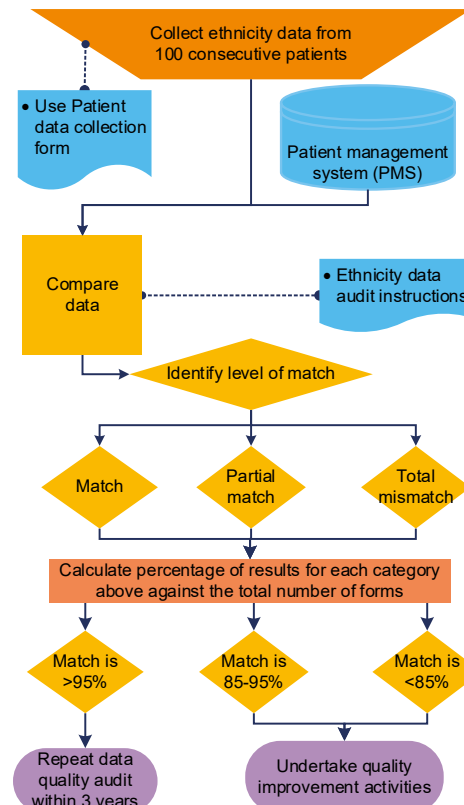 Collect ethnicity data from
100 consecutive patients
• Use Patient
data collection
form
Patient management
system (PMS)
Compare
data
• Ethnicity data
audit instructions
Identify level of match
Match
Partial
match
Total
mismatch
Calculate percentage of results for each category
above against the total number of forms
Match is
>95%
Match is
85-95%
Match is
<85%
Repeat data
quality audit
within 3 years
Undertake quality
improvement activities